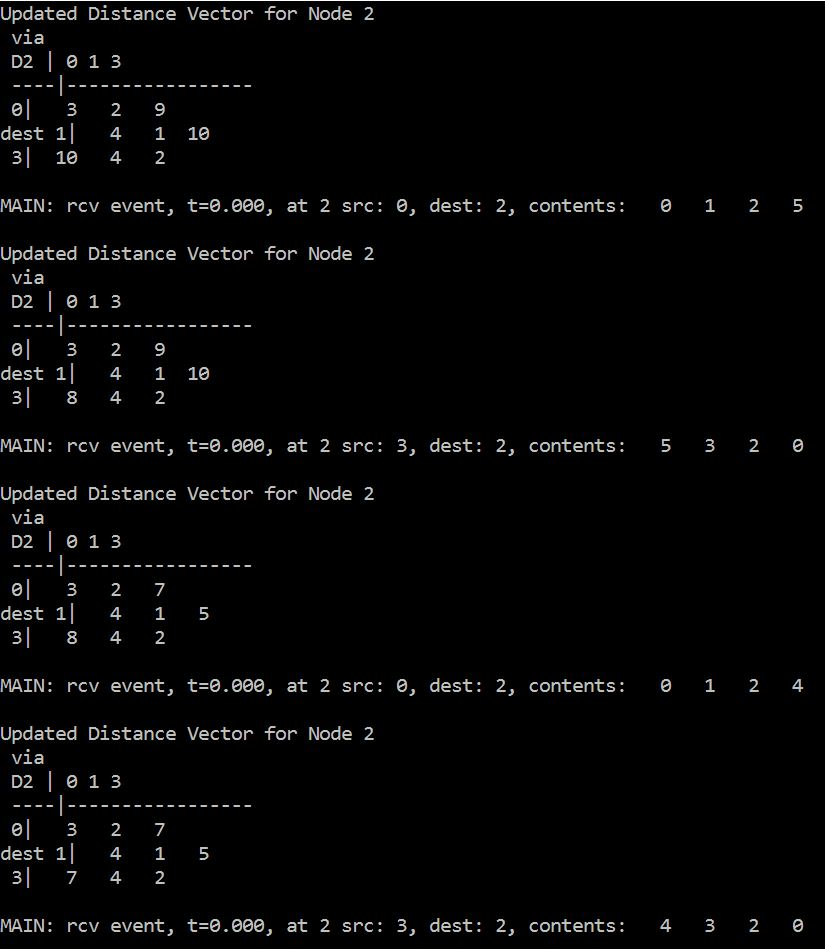 Updated Distance Vector for Node 2
 via
 D2 | 0 1 3
 ----|-----------------
 0|   3   2   9
dest 1|   4   1  10
 3|  10   4   2

MAIN: rcv event, t=0.000, at 2 src: 0, dest: 2, contents:   0   1   2   5

Updated Distance Vector for Node 2
 via
 D2 | 0 1 3
 ----|-----------------
 0|   3   2   9
dest 1|   4   1  10
 3|   8   4   2

MAIN: rcv event, t=0.000, at 2 src: 3, dest: 2, contents:   5   3   2   0

Updated Distance Vector for Node 2
 via
 D2 | 0 1 3
 ----|-----------------
 0|   3   2   7
dest 1|   4   1   5
 3|   8   4   2

MAIN: rcv event, t=0.000, at 2 src: 0, dest: 2, contents:   0   1   2   4

Updated Distance Vector for Node 2
 via
 D2 | 0 1 3
 ----|-----------------
 0|   3   2   7
dest 1|   4   1   5
 3|   7   4   2

MAIN: rcv event, t=0.000, at 2 src: 3, dest: 2, contents:   4   3   2   0